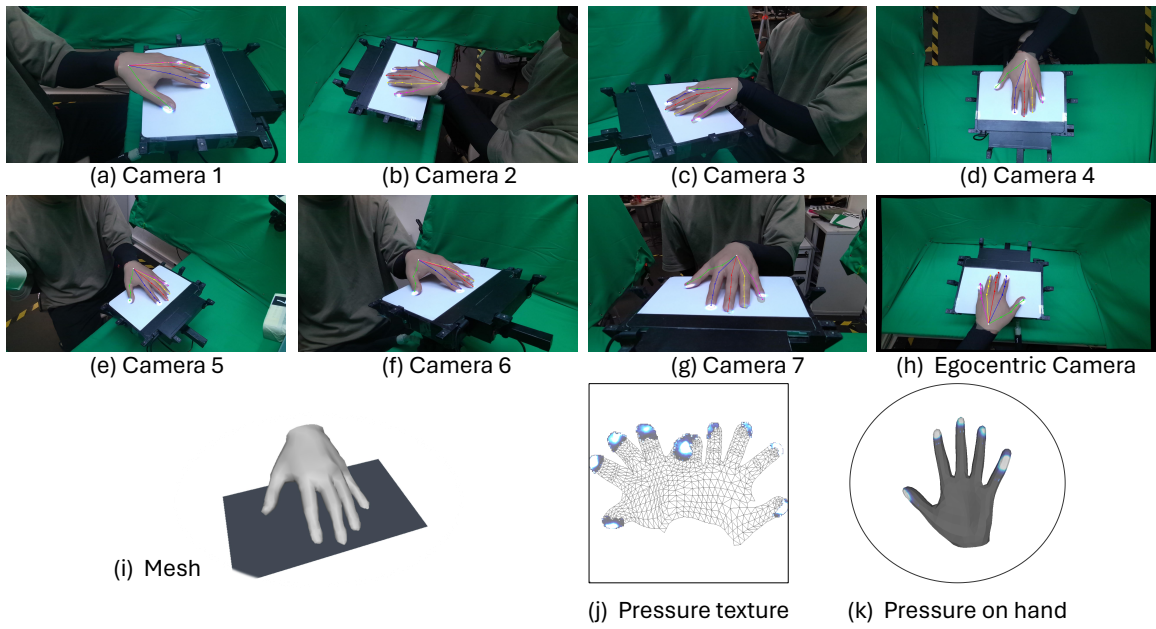 (a) Camera 1
(b) Camera 2
(c) Camera 3
(d) Camera 4
(e) Camera 5
(f) Camera 6
(g) Camera 7
(h) Egocentric Camera
(i) Mesh
(j) Pressure texture
(k) Pressure on hand